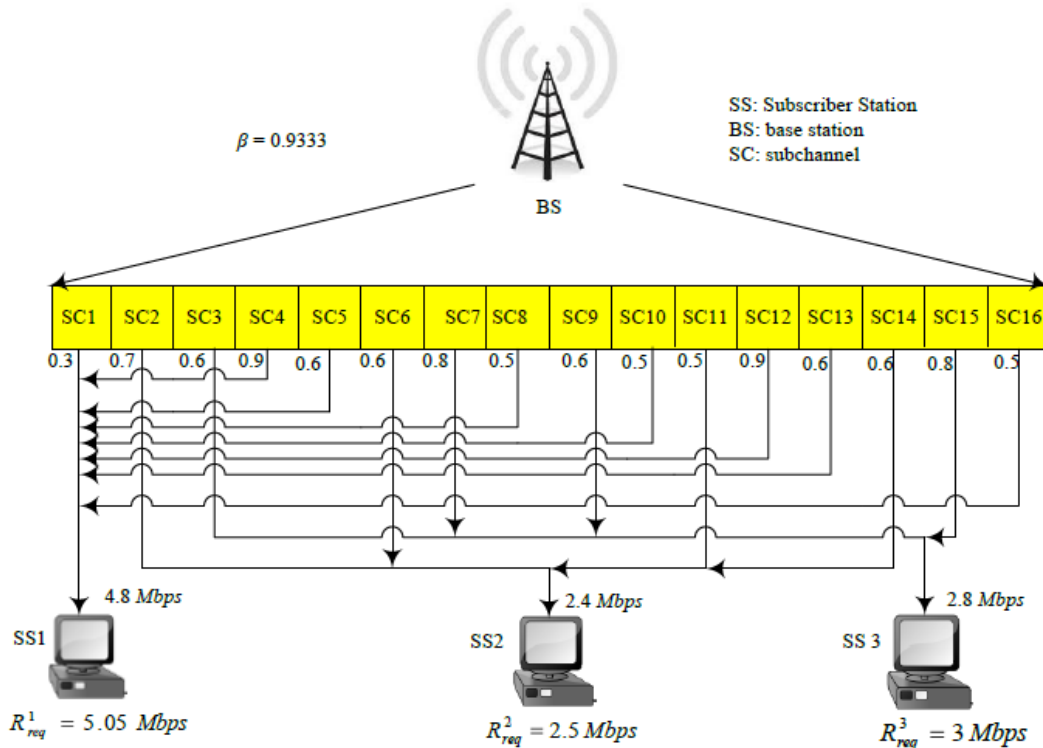 SS: Subscriber Station
β = 0.9333
BS: base station
SC: subchannel
BS
SC1 SC2 SC3 SC4 SC5 SC6 SC7 SC8 SC9 SC10 SC11 SC12 SC13 SC14 SC15 SC16
0.3 0.7 0.6 0.9 0.6 0.6 0.8 0.5 0.6 0.5 0.5 0.9 0.6 0.6 0.8 0.5
4.8 Mbps 2.4 Mbps 2.8 Mbps
SS1 SS2 SS 3
R^1_req = 5.05 Mbps R^2_req = 2.5 Mbps R^3_req = 3 Mbps